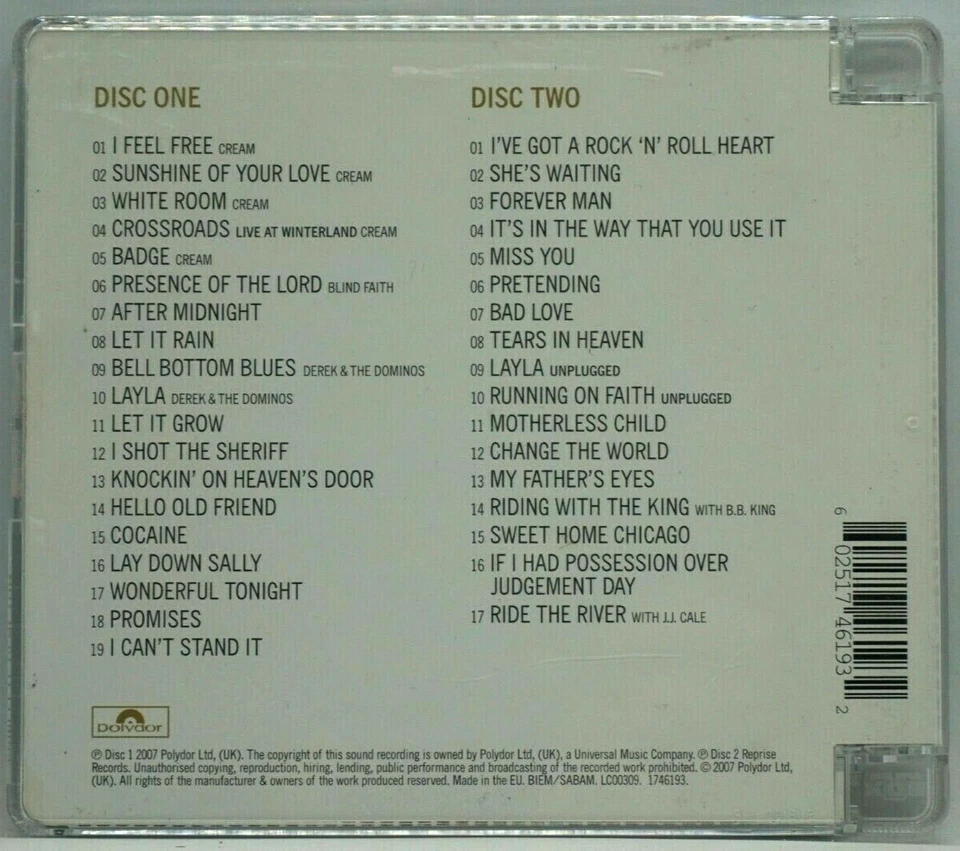 DISC ONE
01 I FEEL FREE CREAM
02 SUNSHINE OF YOUR LOVE CREAM
03 WHITE ROOM CREAM
04 CROSSROADS LIVE AT WINTERLAND CREAM
05 BADGE CREAM
06 PRESENCE OF THE LORD BLIND FAITH
07 AFTER MIDNIGHT
08 LET IT RAIN
09 BELL BOTTOM BLUES DEREK & THE DOMINOS
10 LAYLA DEREK & THE DOMINOS
11 LET IT GROW
12 I SHOT THE SHERIFF
13 KNOCKIN' ON HEAVEN'S DOOR
14 HELLO OLD FRIEND
15 COCAINE
16 LAY DOWN SALLY
17 WONDERFUL TONIGHT
18 PROMISES
19 I CAN'T STAND IT
DISC TWO
01 I'VE GOT A ROCK 'N' ROLL HEART
02 SHE'S WAITING
03 FOREVER MAN
04 IT'S IN THE WAY THAT YOU USE IT
05 MISS YOU
06 PRETENDING
07 BAD LOVE
08 TEARS IN HEAVEN
09 LAYLA UNPLUGGED
10 RUNNING ON FAITH UNPLUGGED
11 MOTHERLESS CHILD
12 CHANGE THE WORLD
13 MY FATHER'S EYES
14 RIDING WITH THE KING WITH B.B. KING
15 SWEET HOME CHICAGO
16 IF I HAD POSSESSION OVER
JUDGEMENT DAY
17 RIDE THE RIVER WITH J.J. CALE
6 02517 46193 2
Polydor
℗ Disc 1 2007 Polydor Ltd, (UK). The copyright of this sound recording is owned by Polydor Ltd, (UK), a Universal Music Company. ℗ Disc 2 Reprise
Records. Unauthorised copying, reproduction, hiring, lending, public performance and broadcasting of the recorded work prohibited. © 2007 Polydor Ltd,
(UK). All rights of the manufacturer & owners of the work produced reserved. Made in the EU. BIEM/SABAM. LC00309. 1746193.